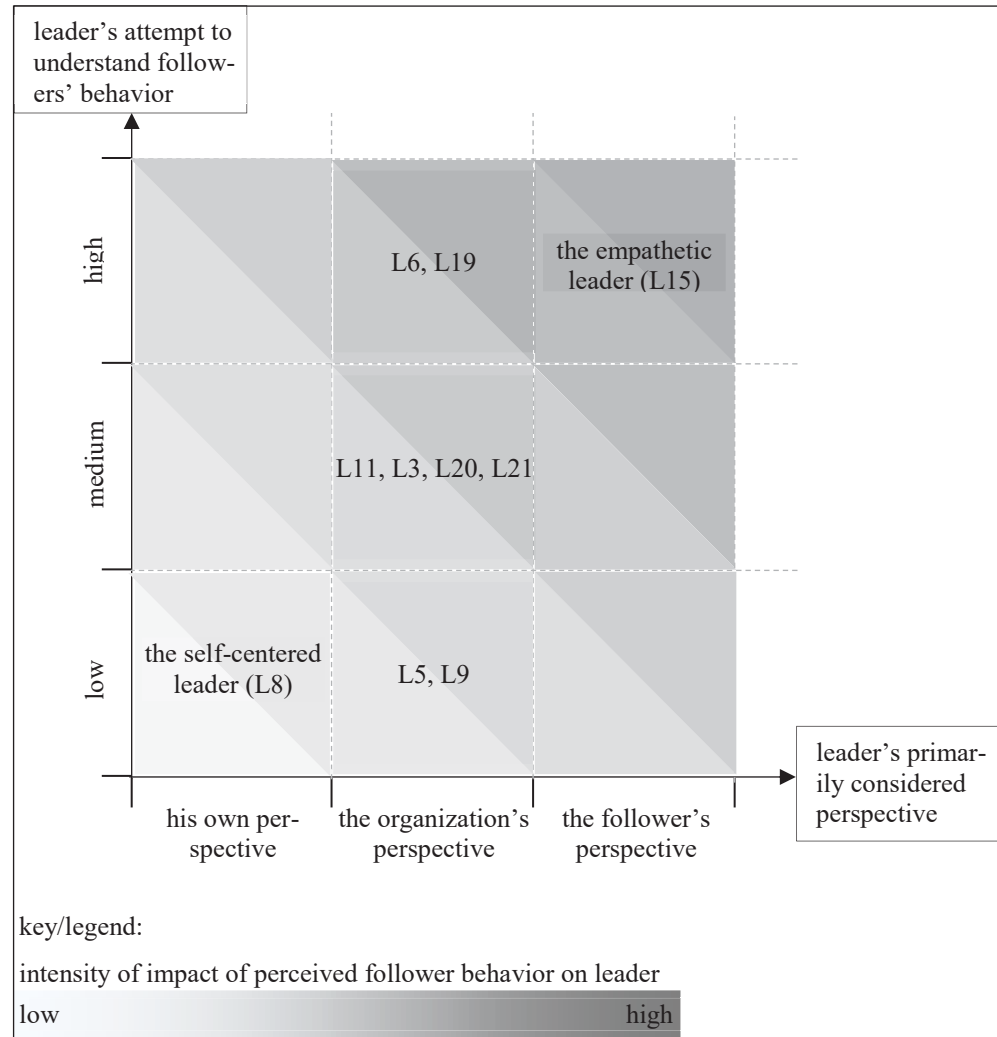 leader’s attempt to
understand follow-
ers’ behavior
high
L6, L19
the empathetic
leader (L15)
medium
L11, L3, L20, L21
low
the self-centered
leader (L8)
L5, L9
leader’s primar-
ily considered
perspective
his own per-
spective
the organization’s
perspective
the follower’s
perspective
key/legend:
intensity of impact of perceived follower behavior on leader
low
high